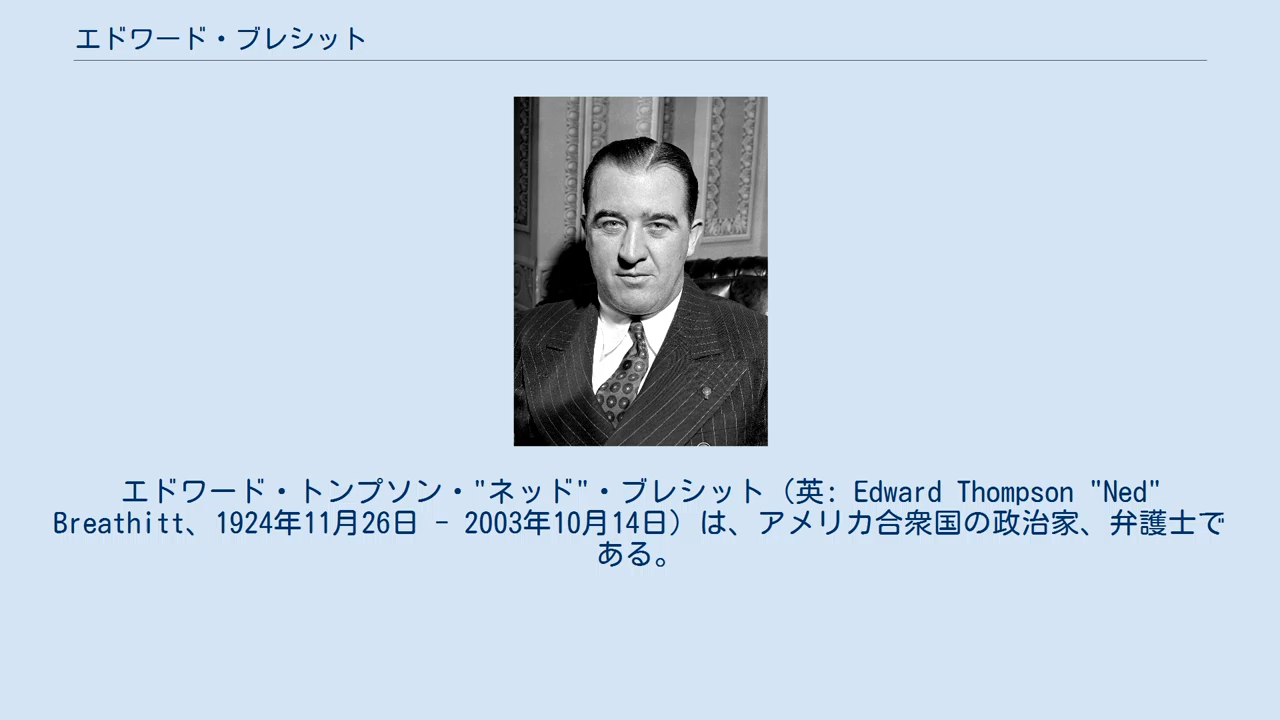 エドワード・ブレシット
エドワード・トンプソン・"ネッド"・ブレシット（英: Edward Thompson "Ned"
Breathitt、1924年11月26日 - 2003年10月14日）は、アメリカ合衆国の政治家、弁護士で
ある。